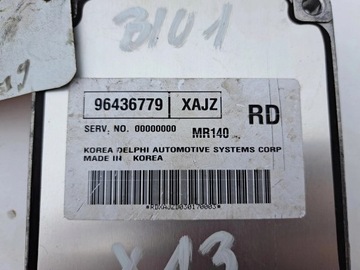 B101
96436779 XAJZ
RD
SERV. NO. 00000000 MR140
KOREA DELPHI AUTOMOTIVE SYSTEMS CORP
MADE IN KOREA
X13